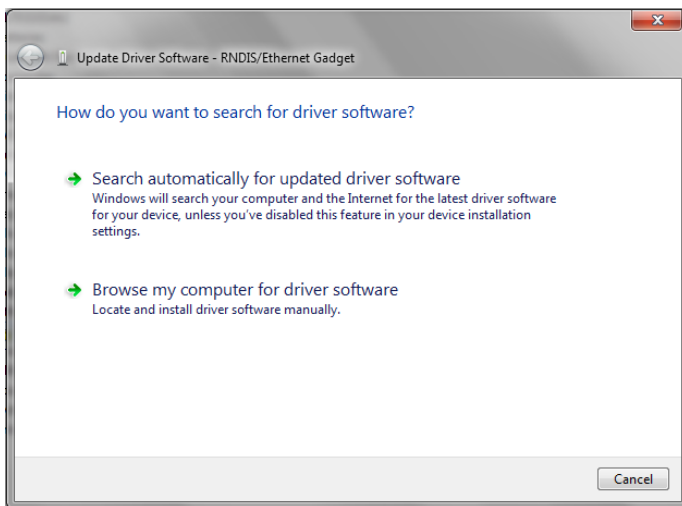 Update Driver Software - RNDIS/Ethernet Gadget
How do you want to search for driver software?
Search automatically for updated driver software
Windows will search your computer and the Internet for the latest driver software
for your device, unless you've disabled this feature in your device installation
settings.
Browse my computer for driver software
Locate and install driver software manually.
Cancel